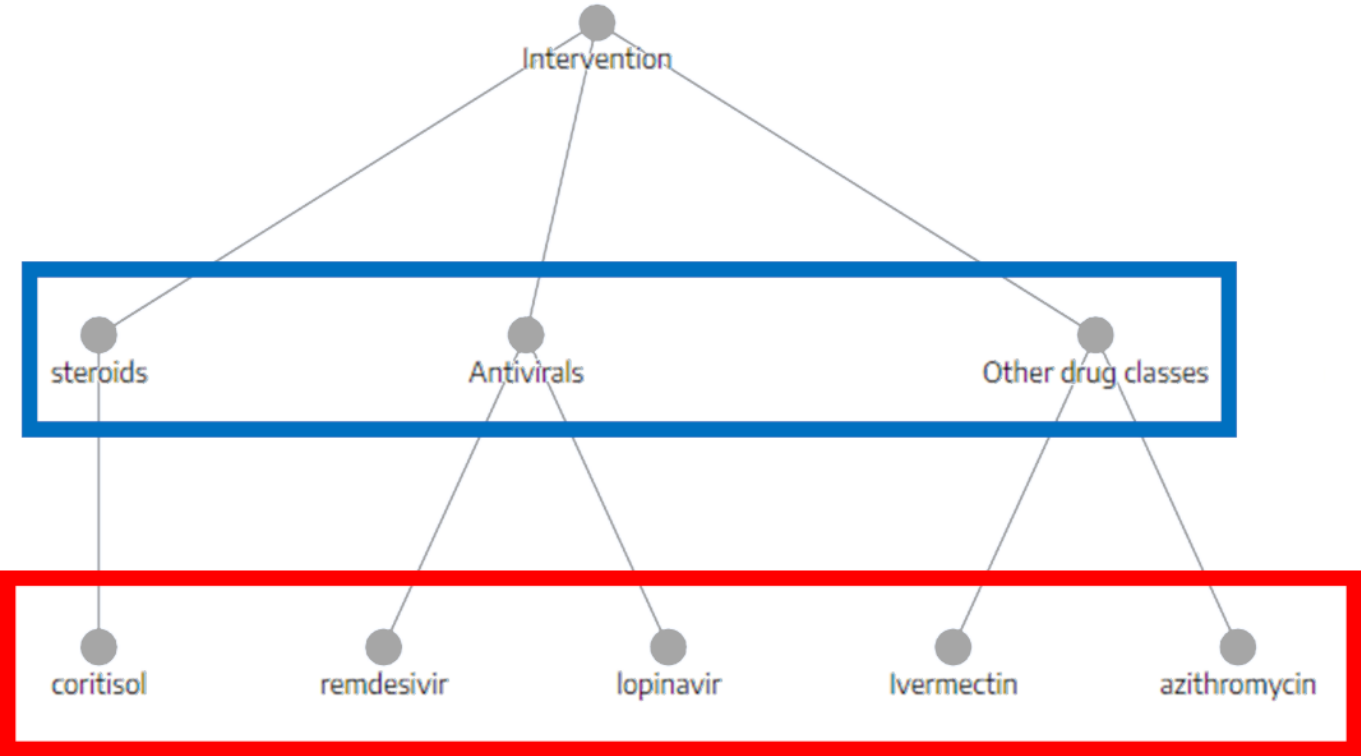 Intervention
steroids
Antivirals
Other drug classes
coritisol
remdesivir
lopinavir
Ivermectin
azithromycin